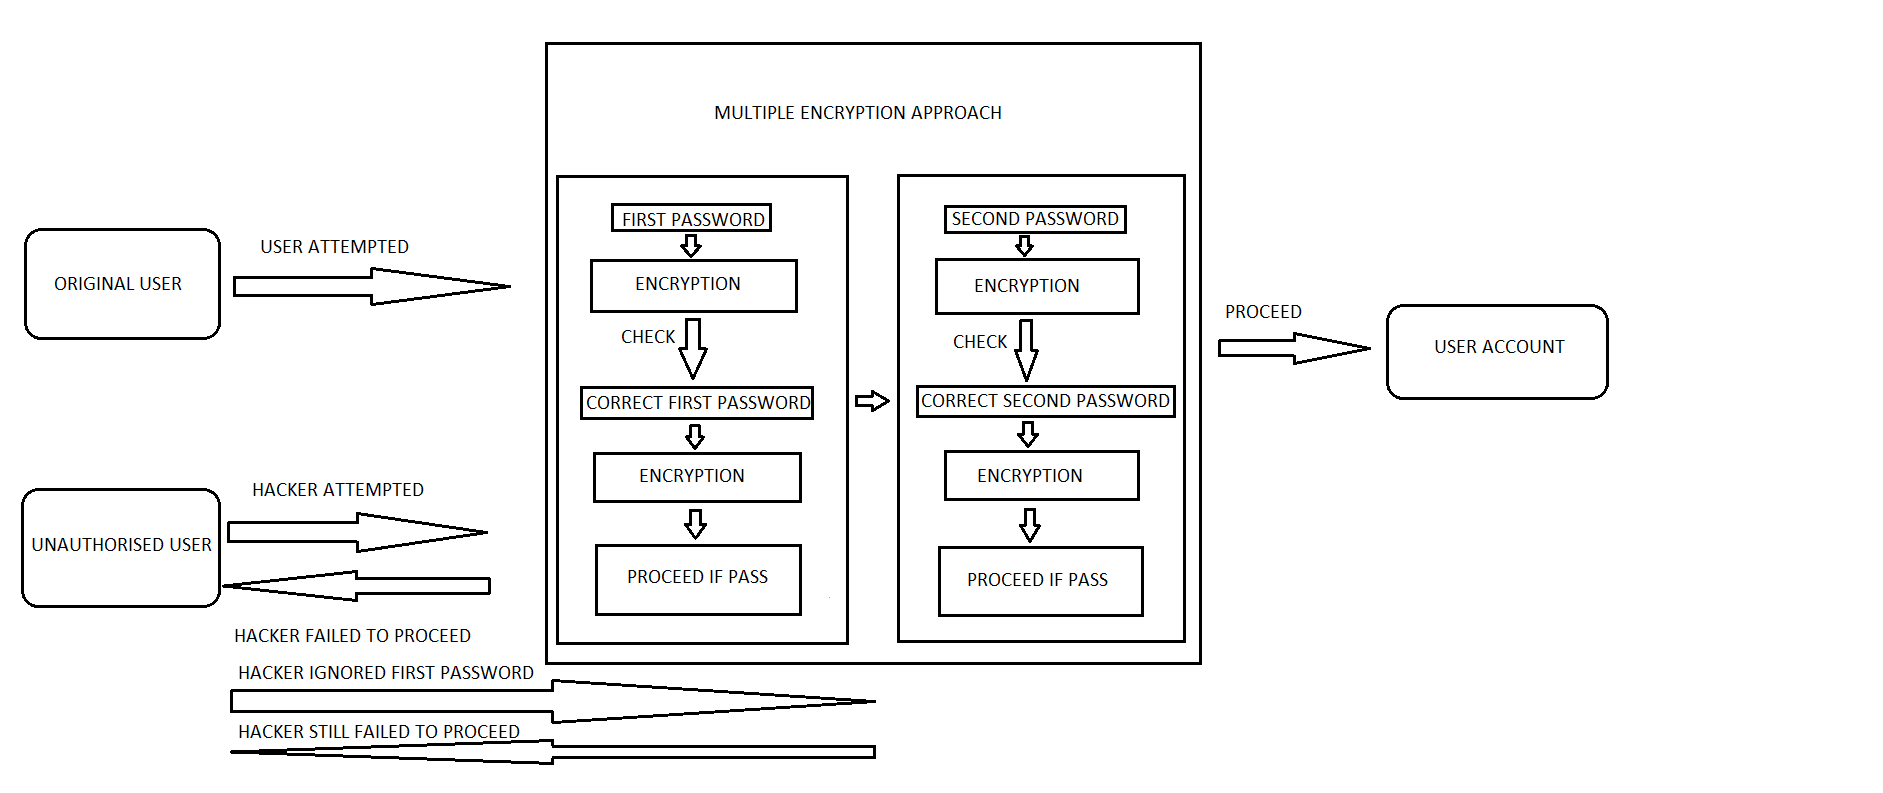 MULTIPLE ENCRYPTION APPROACH
ORIGINAL USER
USER ATTEMPTED
UNAUTHORISED USER
HACKER ATTEMPTED
HACKER FAILED TO PROCEED
HACKER IGNORED FIRST PASSWORD
HACKER STILL FAILED TO PROCEED
FIRST PASSWORD
ENCRYPTION
CHECK
CORRECT FIRST PASSWORD
ENCRYPTION
PROCEED IF PASS
SECOND PASSWORD
ENCRYPTION
CHECK
CORRECT SECOND PASSWORD
ENCRYPTION
PROCEED IF PASS
PROCEED
USER ACCOUNT